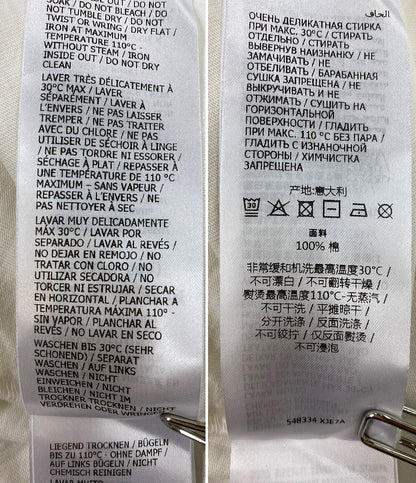 SOAK / DO NOT BLEACH / DO
NOT TUMBLE DRY / DO NOT
TWIST OR WRING / DRY FLAT /
IRON AT MAXIMUM
TEMPERATURE 110°C -
WITHOUT STEAM / IRON
INSIDE OUT / DO NOT DRY
CLEAN
LAVER TRÈS DÉLICATEMENT À
30°C MAX / LAVER
SÉPARÉMENT / LAVER À
L'ENVERS / NE PAS LAISSER
TREMPER / NE PAS TRAITER
AVEC DU CHLORE / NE PAS
UTILISER DE SÉCHOIR À LINGE
/ NE PAS TORDRE NI ESSORER /
SÉCHAGE À PLAT / REPASSER À
UNE TEMPÉRATURE DE 110 °C
MAXIMUM – SANS VAPEUR /
REPASSER À L'ENVERS / NE
PAS NETTOYER À SEC
LAVAR MUY DELICADAMENTE
MÁX 30°C / LAVAR POR
SEPARADO / LAVAR AL REVÉS /
NO DEJAR EN REMOJO / NO
TRATAR CON CLORO / NO
UTILIZAR SECADORA / NO
TORCER NI ESTRUJAR / SECAR
EN HORIZONTAL / PLANCHAR A
TEMPERATURA MÁXIMA 110° -
SIN VAPOR / PLANCHAR AL
REVÉS / NO LAVAR EN SECO
WASCHEN BIS 30°C (SEHR
SCHONEND) / SEPARAT
WASCHEN / AUF LINKS
WASCHEN / NICHT
EINWEICHEN / NICHT
BLEICHEN / NICHT IM
TROCKNER TROCKNEN /
VERDREHEN ODER WRINGEN / NICHT
LIEGEND TROCKNEN / BÜGELN
BIS ZU 110°C - OHNE DAMPF /
AUF LINKS BÜGELN / NICHT
CHEMISCH REINIGEN
LAVAR MUITO
الحاف
ОЧЕНЬ ДЕЛИКАТНАЯ СТИРКА
ПРИ МАКС. 30°C / СТИРАТЬ
ОТДЕЛЬНО / СТИРАТЬ
ВЫВЕРНУВ НАИЗНАНКУ / НЕ
ЗАМАЧИВАТЬ / НЕ
ОТБЕЛИВАТЬ / БАРАБАННАЯ
СУШКА ЗАПРЕЩЕНА / НЕ
ВЫКРУЧИВАТЬ И НЕ
ОТЖИМАТЬ / СУШИТЬ НА
ГОРИЗОНТАЛЬНОЙ
ПОВЕРХНОСТИ / ГЛАДИТЬ
ПРИ МАКС. 110 °C БЕЗ ПАРА /
ГЛАДИТЬ С ИЗНАНОЧНОЙ
СТОРОНЫ / ХИМЧИСТКА
ЗАПРЕЩЕНА
产地:意大利
面料
100% 棉
非常缓和机洗最高温度30°C /
不可漂白 / 不可翻转干燥 /
熨烫最高温度110°C-无蒸汽 /
不可干洗 / 平摊晾干 /
分开洗涤 / 反面洗涤 /
不可绞拧 / 仅反面熨烫 /
不可浸泡
548334 XJE7A